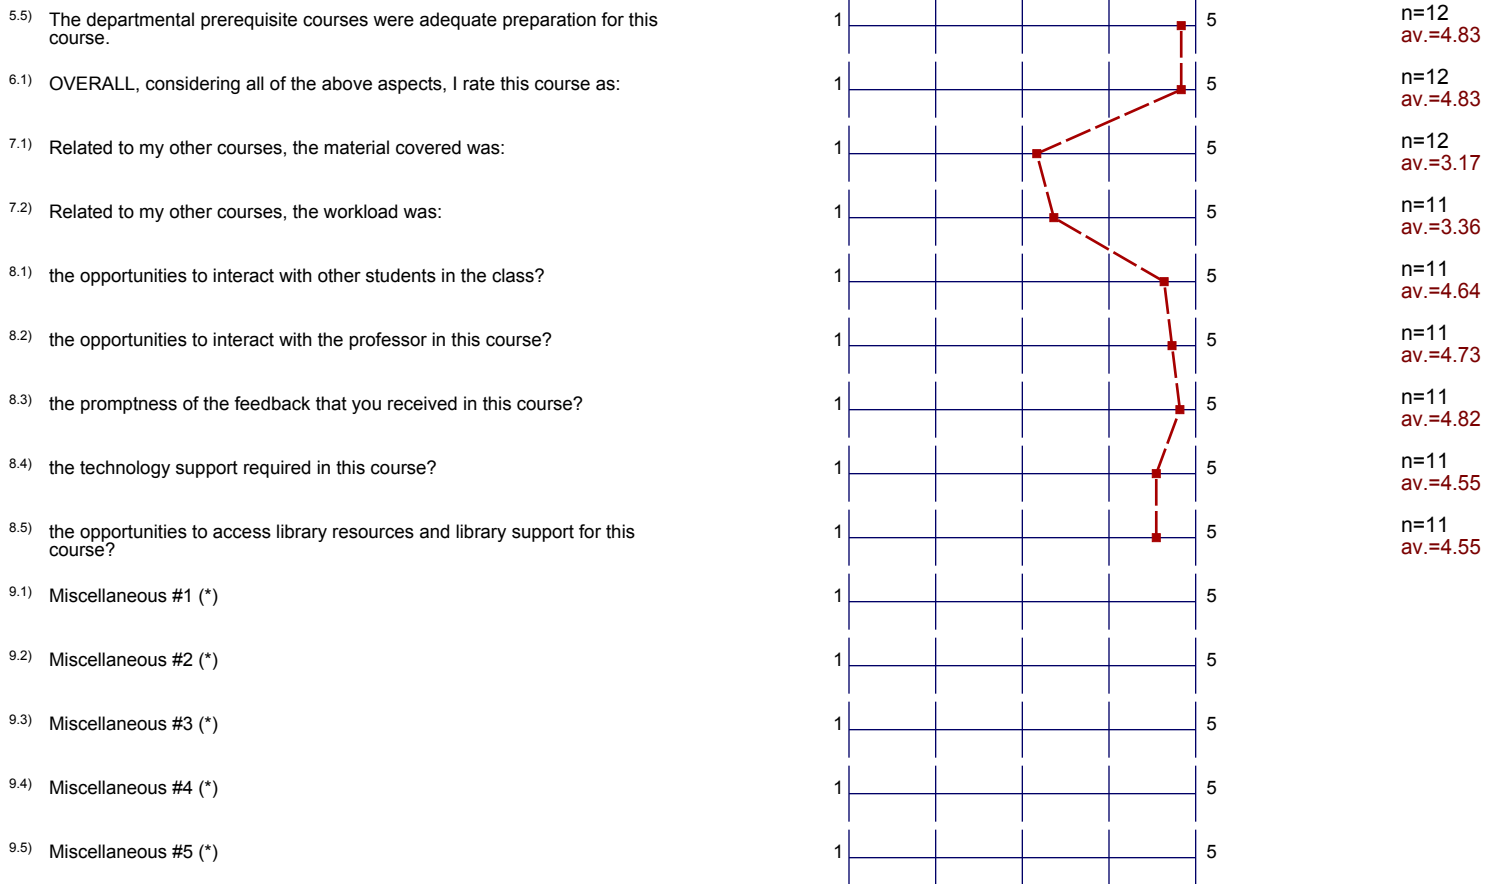 5.5) The departmental prerequisite courses were adequate preparation for this
course.
1 5
n=12
av.=4.83
6.1) OVERALL, considering all of the above aspects, I rate this course as:
1 5
n=12
av.=4.83
7.1) Related to my other courses, the material covered was:
1 5
n=12
av.=3.17
7.2) Related to my other courses, the workload was:
1 5
n=11
av.=3.36
8.1) the opportunities to interact with other students in the class?
1 5
n=11
av.=4.64
8.2) the opportunities to interact with the professor in this course?
1 5
n=11
av.=4.73
8.3) the promptness of the feedback that you received in this course?
1 5
n=11
av.=4.82
8.4) the technology support required in this course?
1 5
n=11
av.=4.55
8.5) the opportunities to access library resources and library support for this
course?
1 5
n=11
av.=4.55
9.1) Miscellaneous #1 (*)
1 5
9.2) Miscellaneous #2 (*)
1 5
9.3) Miscellaneous #3 (*)
1 5
9.4) Miscellaneous #4 (*)
1 5
9.5) Miscellaneous #5 (*)
1 5